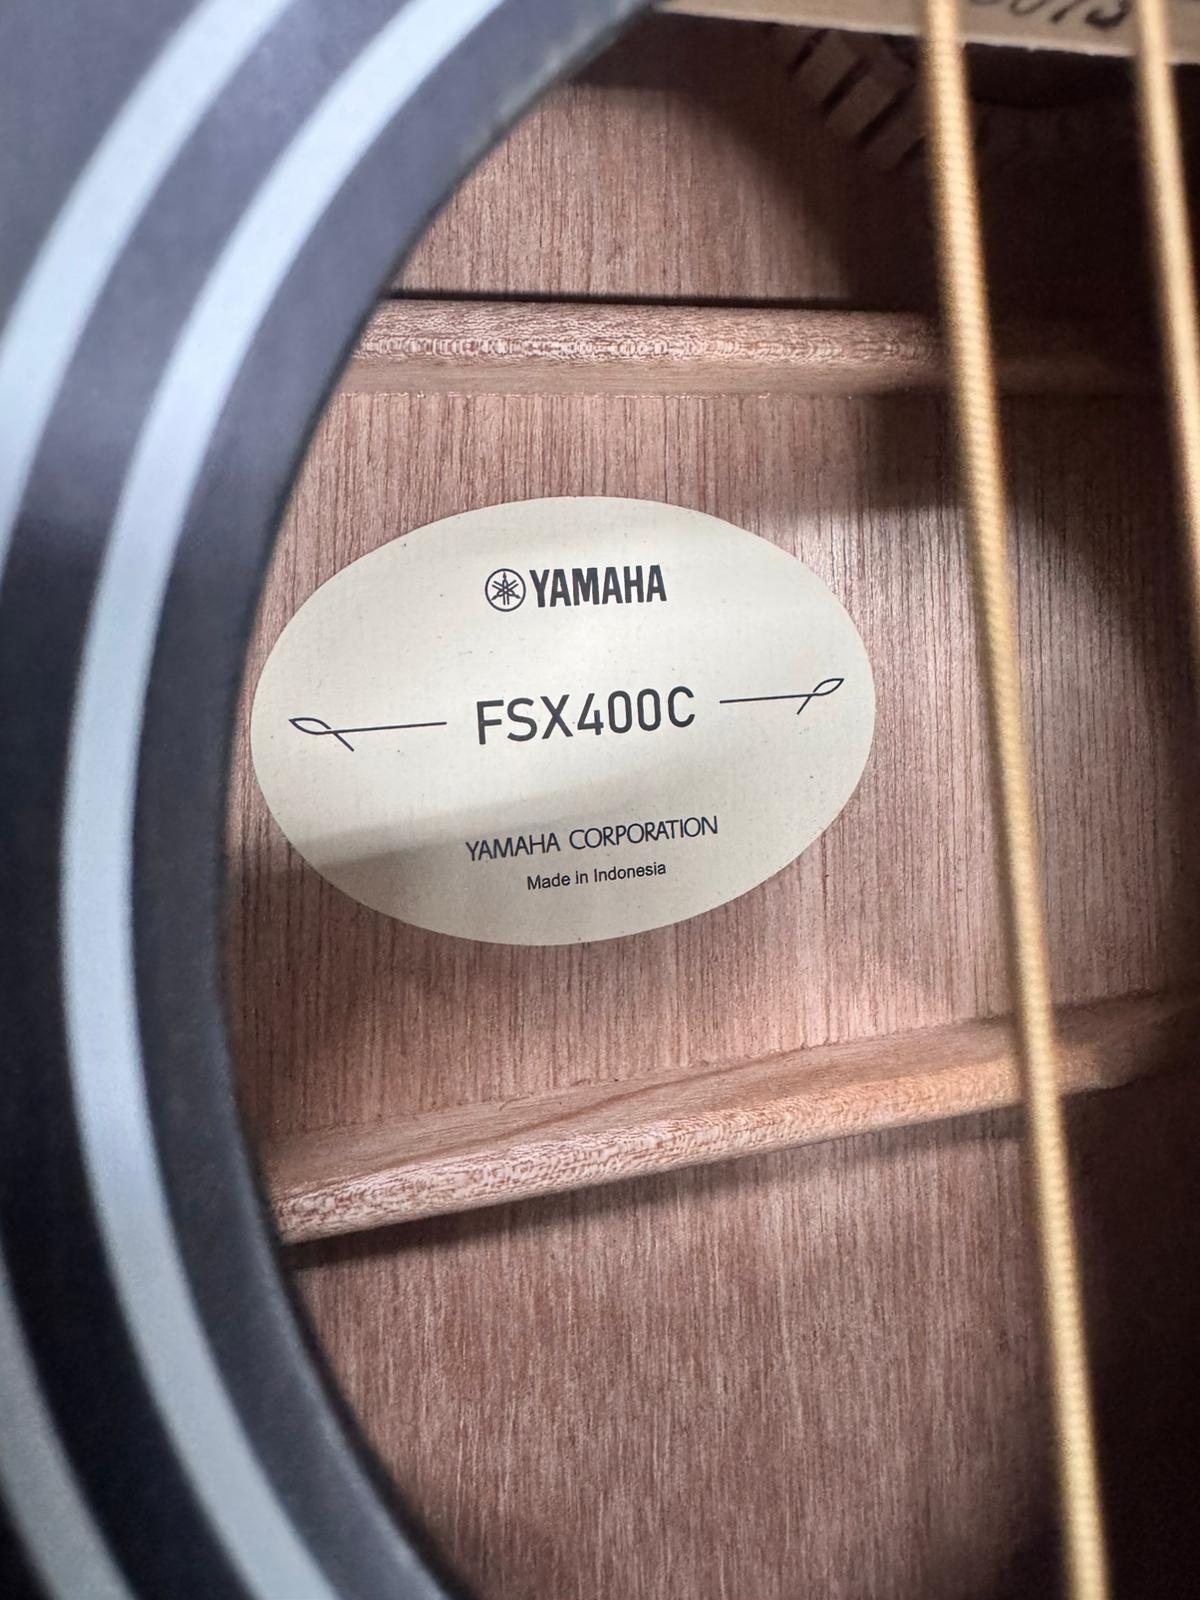 YAMAHA
FSX400C
YAMAHA CORPORATION
Made in Indonesia